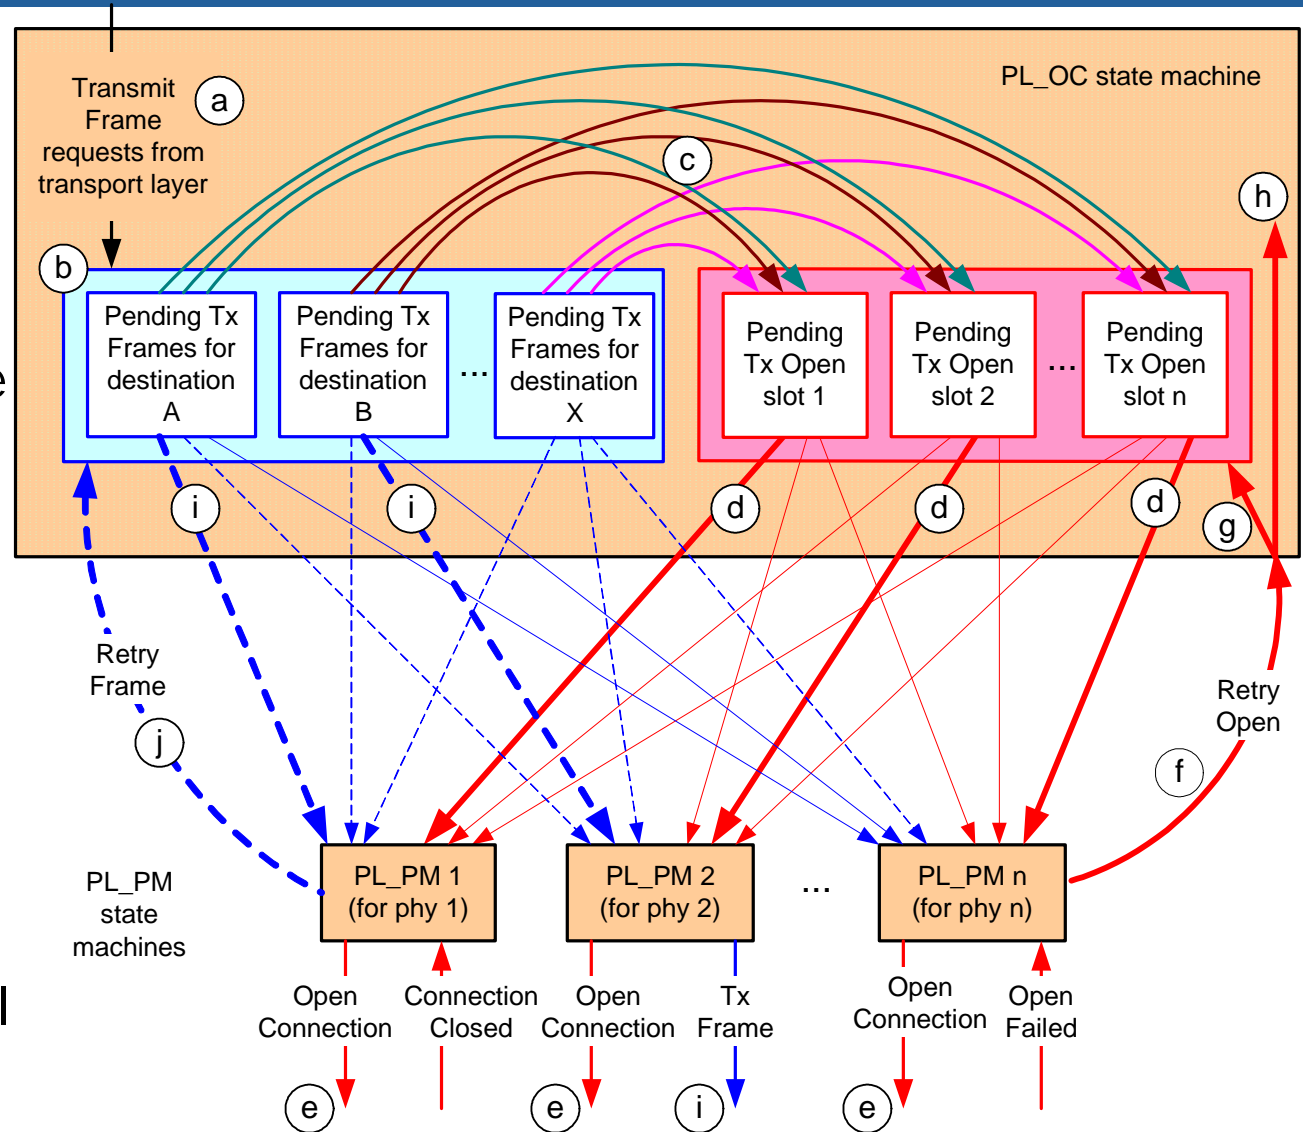 Transmit
Frame
requests from
transport layer
a
PL_OC state machine
c
h
b
Pending Tx
Frames for
destination
A
Pending Tx
Frames for
destination
B
...
Pending Tx
Frames for
destination
X
Pending
Tx Open
slot 1
Pending
Tx Open
slot 2
...
Pending
Tx Open
slot n
e
i
i
d
d
d
g
Retry
Frame
j
Retry
Open
f
PL_PM
state
machines
PL_PM 1
(for phy 1)
PL_PM 2
(for phy 2)
...
PL_PM n
(for phy n)
Open
Connection
Connection
Closed
Open
Connection
Tx
Frame
Open
Connection
Open
Failed
e
e
i
e